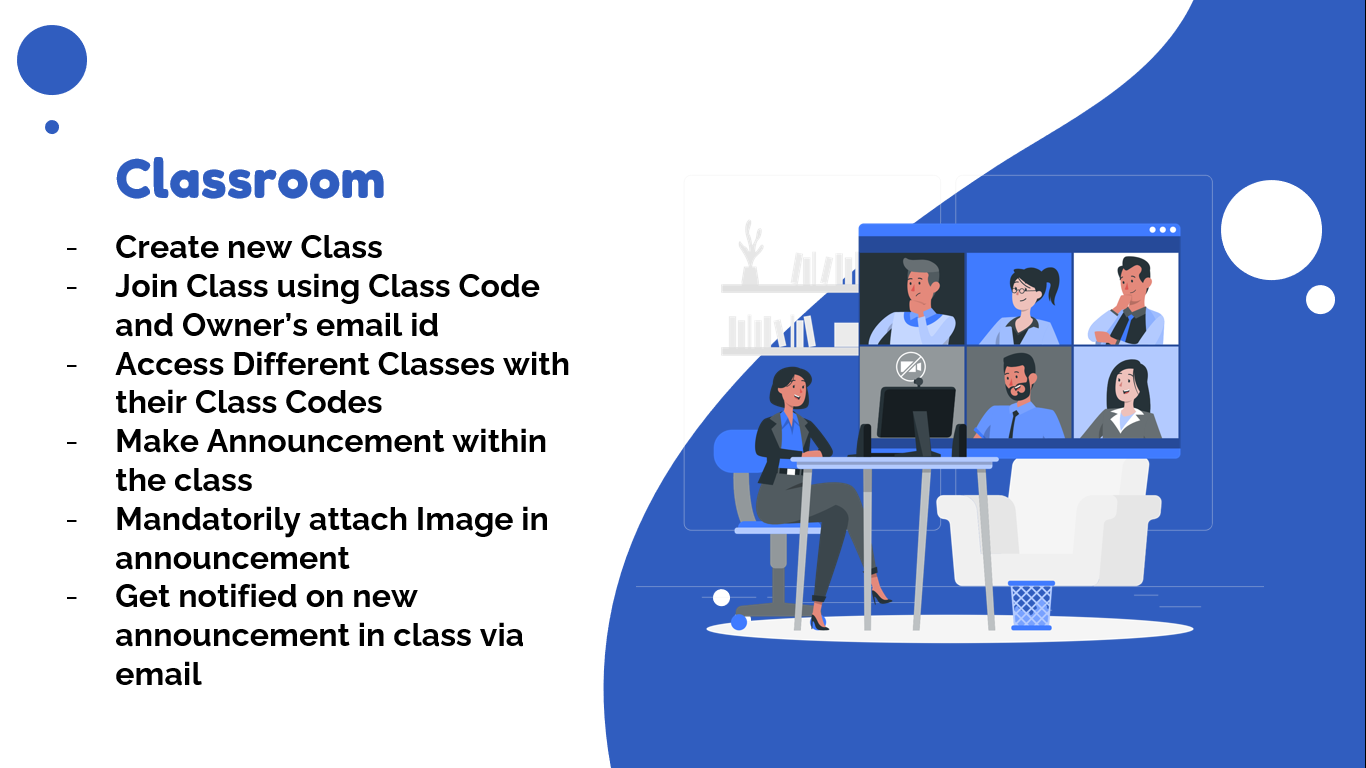 Classroom
- Create new Class
- Join Class using Class Code
and Owner’s email id
- Access Different Classes with
their Class Codes
- Make Announcement within
the class
- Mandatorily attach Image in
announcement
- Get notified on new
announcement in class via
email